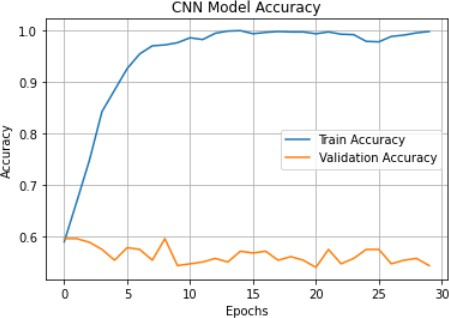 CNN Model Accuracy
1.0
0.9
0.8
0.7
0.6
Accuracy
Train Accuracy
Validation Accuracy
0 5 10 15 20 25 30
Epochs